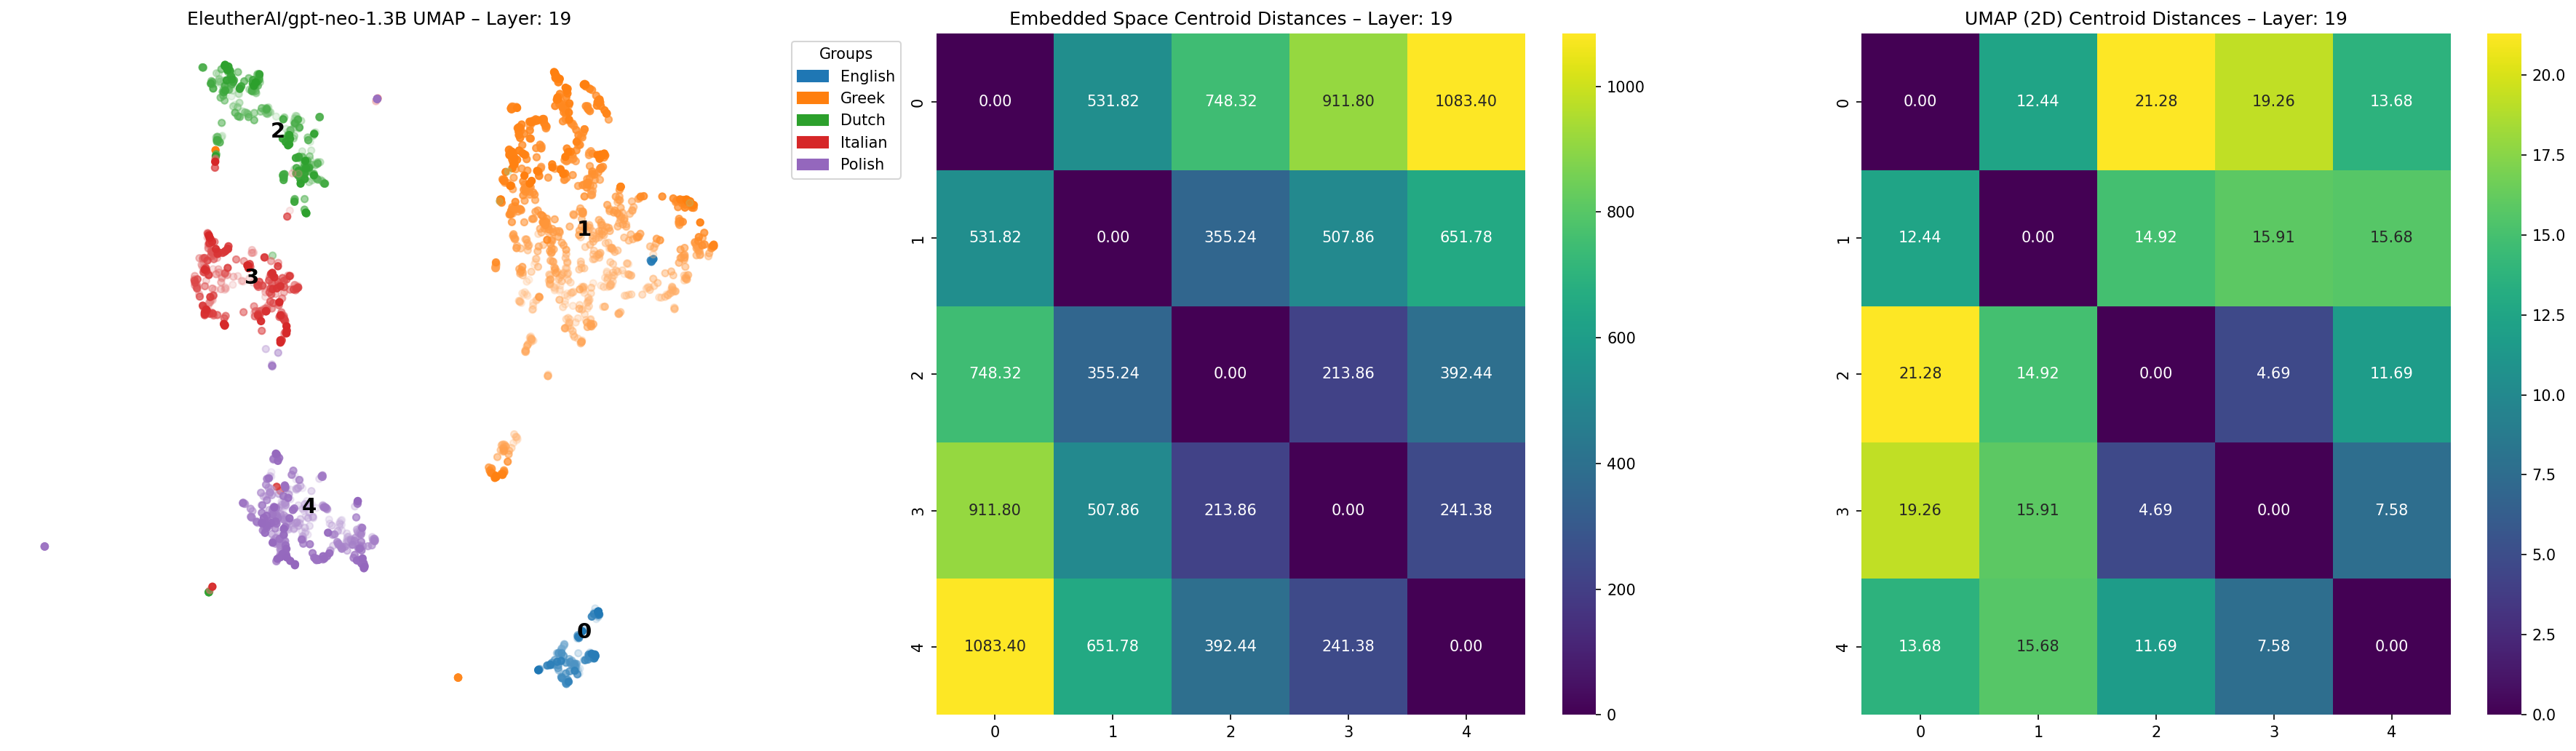 EleutherAI/gpt-neo-1.3B UMAP – Layer: 19
2
3
1
4
0
Groups
English
Greek
Dutch
Italian
Polish
Embedded Space Centroid Distances – Layer: 19
0 0.00 531.82 748.32 911.80 1083.40
1 531.82 0.00 355.24 507.86 651.78
2 748.32 355.24 0.00 213.86 392.44
3 911.80 507.86 213.86 0.00 241.38
4 1083.40 651.78 392.44 241.38 0.00
0 1 2 3 4
1000
800
600
400
200
0
UMAP (2D) Centroid Distances – Layer: 19
0 0.00 12.44 21.28 19.26 13.68
1 12.44 0.00 14.92 15.91 15.68
2 21.28 14.92 0.00 4.69 11.69
3 19.26 15.91 4.69 0.00 7.58
4 13.68 15.68 11.69 7.58 0.00
0 1 2 3 4
20.0
17.5
15.0
12.5
10.0
7.5
5.0
2.5
0.0